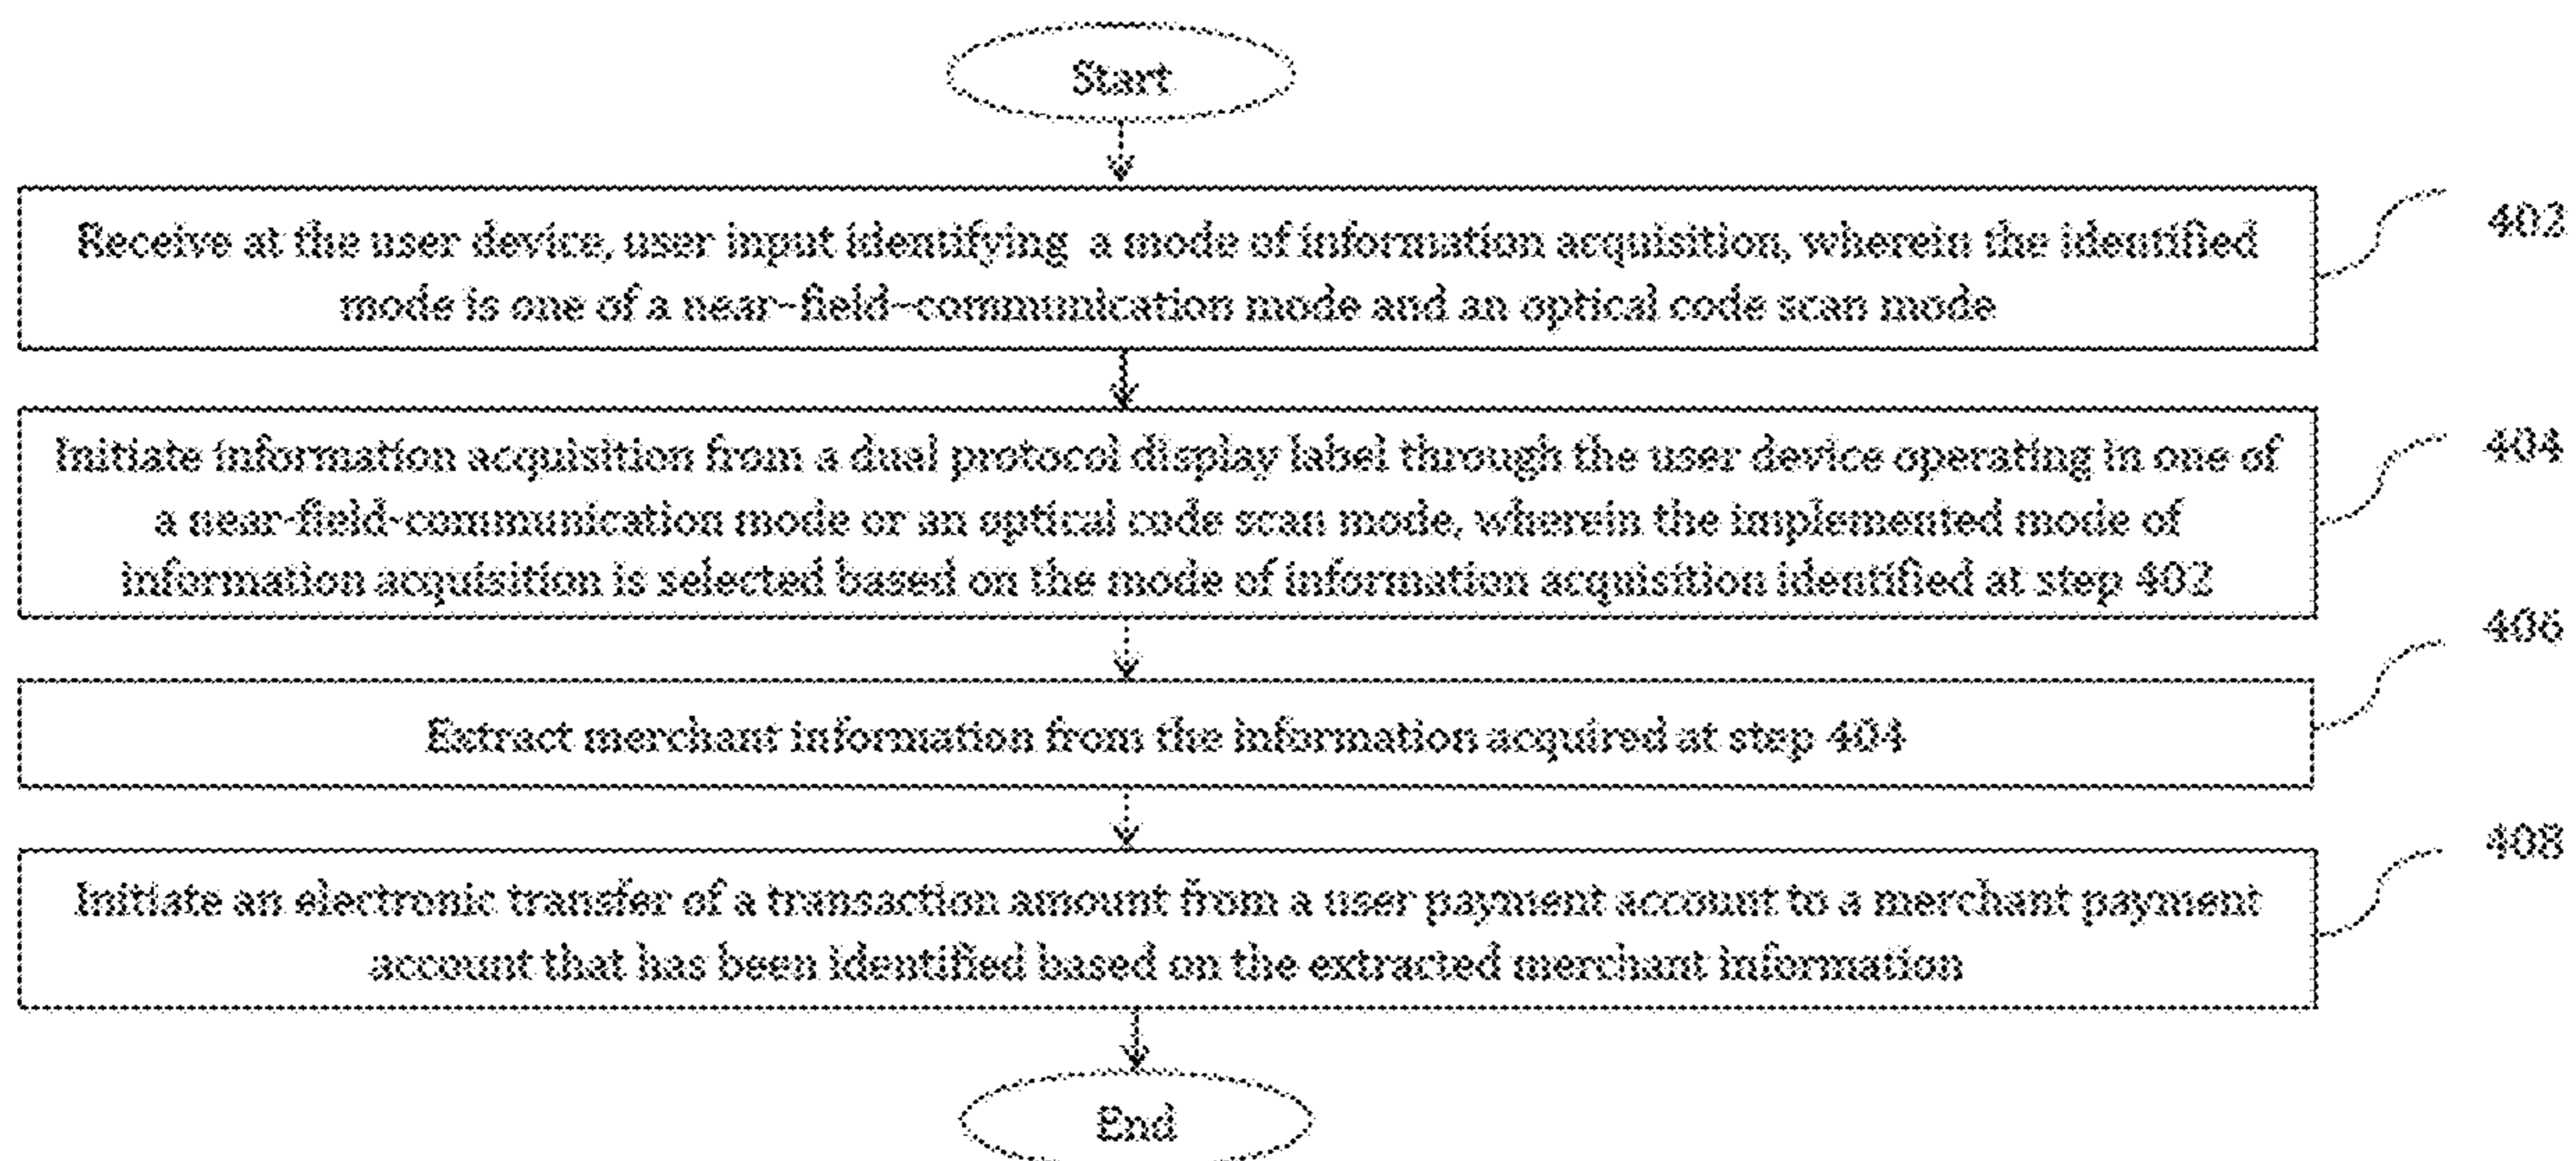 Start
Receive at the user device, user input identifying a mode of information acquisition, wherein the identified
402
mode is one of a near-field-communication mode and an optical code scan mode
Initiate information acquisition from a dual protocol display label through the user device operating in one of
404
a near-field-communication mode or an optical code scan mode, wherein the implemented mode of
information acquisition is selected based on the mode of information acquisition identified at step 402
406
Extract merchant information from the information acquired at step 404
408
Initiate an electronic transfer of a transaction amount from a user payment account to a merchant payment
account that has been identified based on the extracted merchant information
End